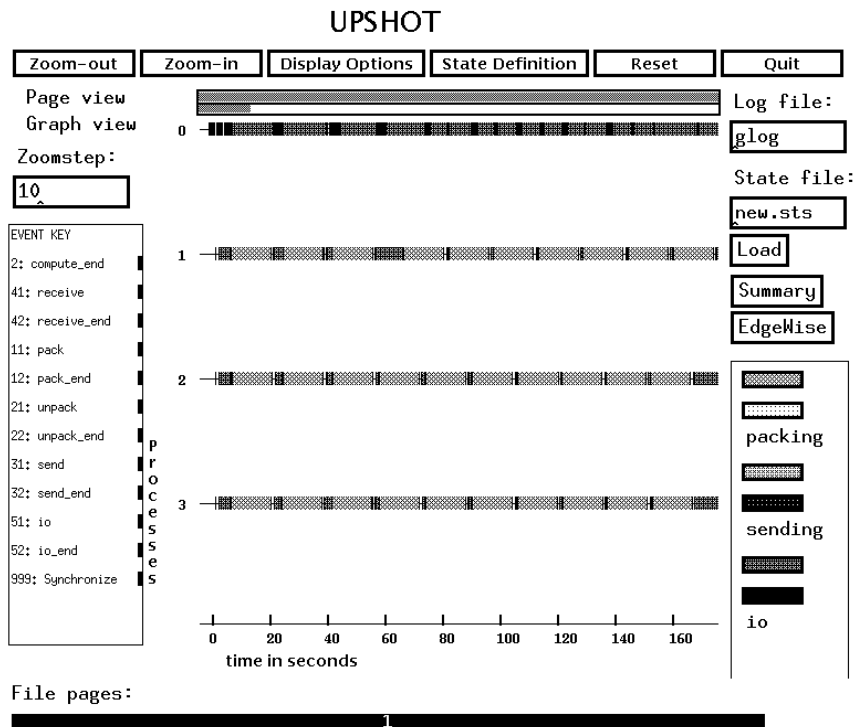 UPSHOT
Zoom-out Zoom-in Display Options State Definition Reset Quit
Page view
Graph view
Zoomstep:
10
Log file:
glog
State file:
new.sts
Load
Summary
EdgeWise
EVENT KEY
2: compute_end
41: receive
42: receive_end
11: pack
12: pack_end
21: unpack
22: unpack_end
31: send
32: send_end
51: io
52: io_end
999: Synchronize
Processes
0
1
2
3
packing
sending
io
0 20 40 60 80 100 120 140 160
time in seconds
File pages:
1